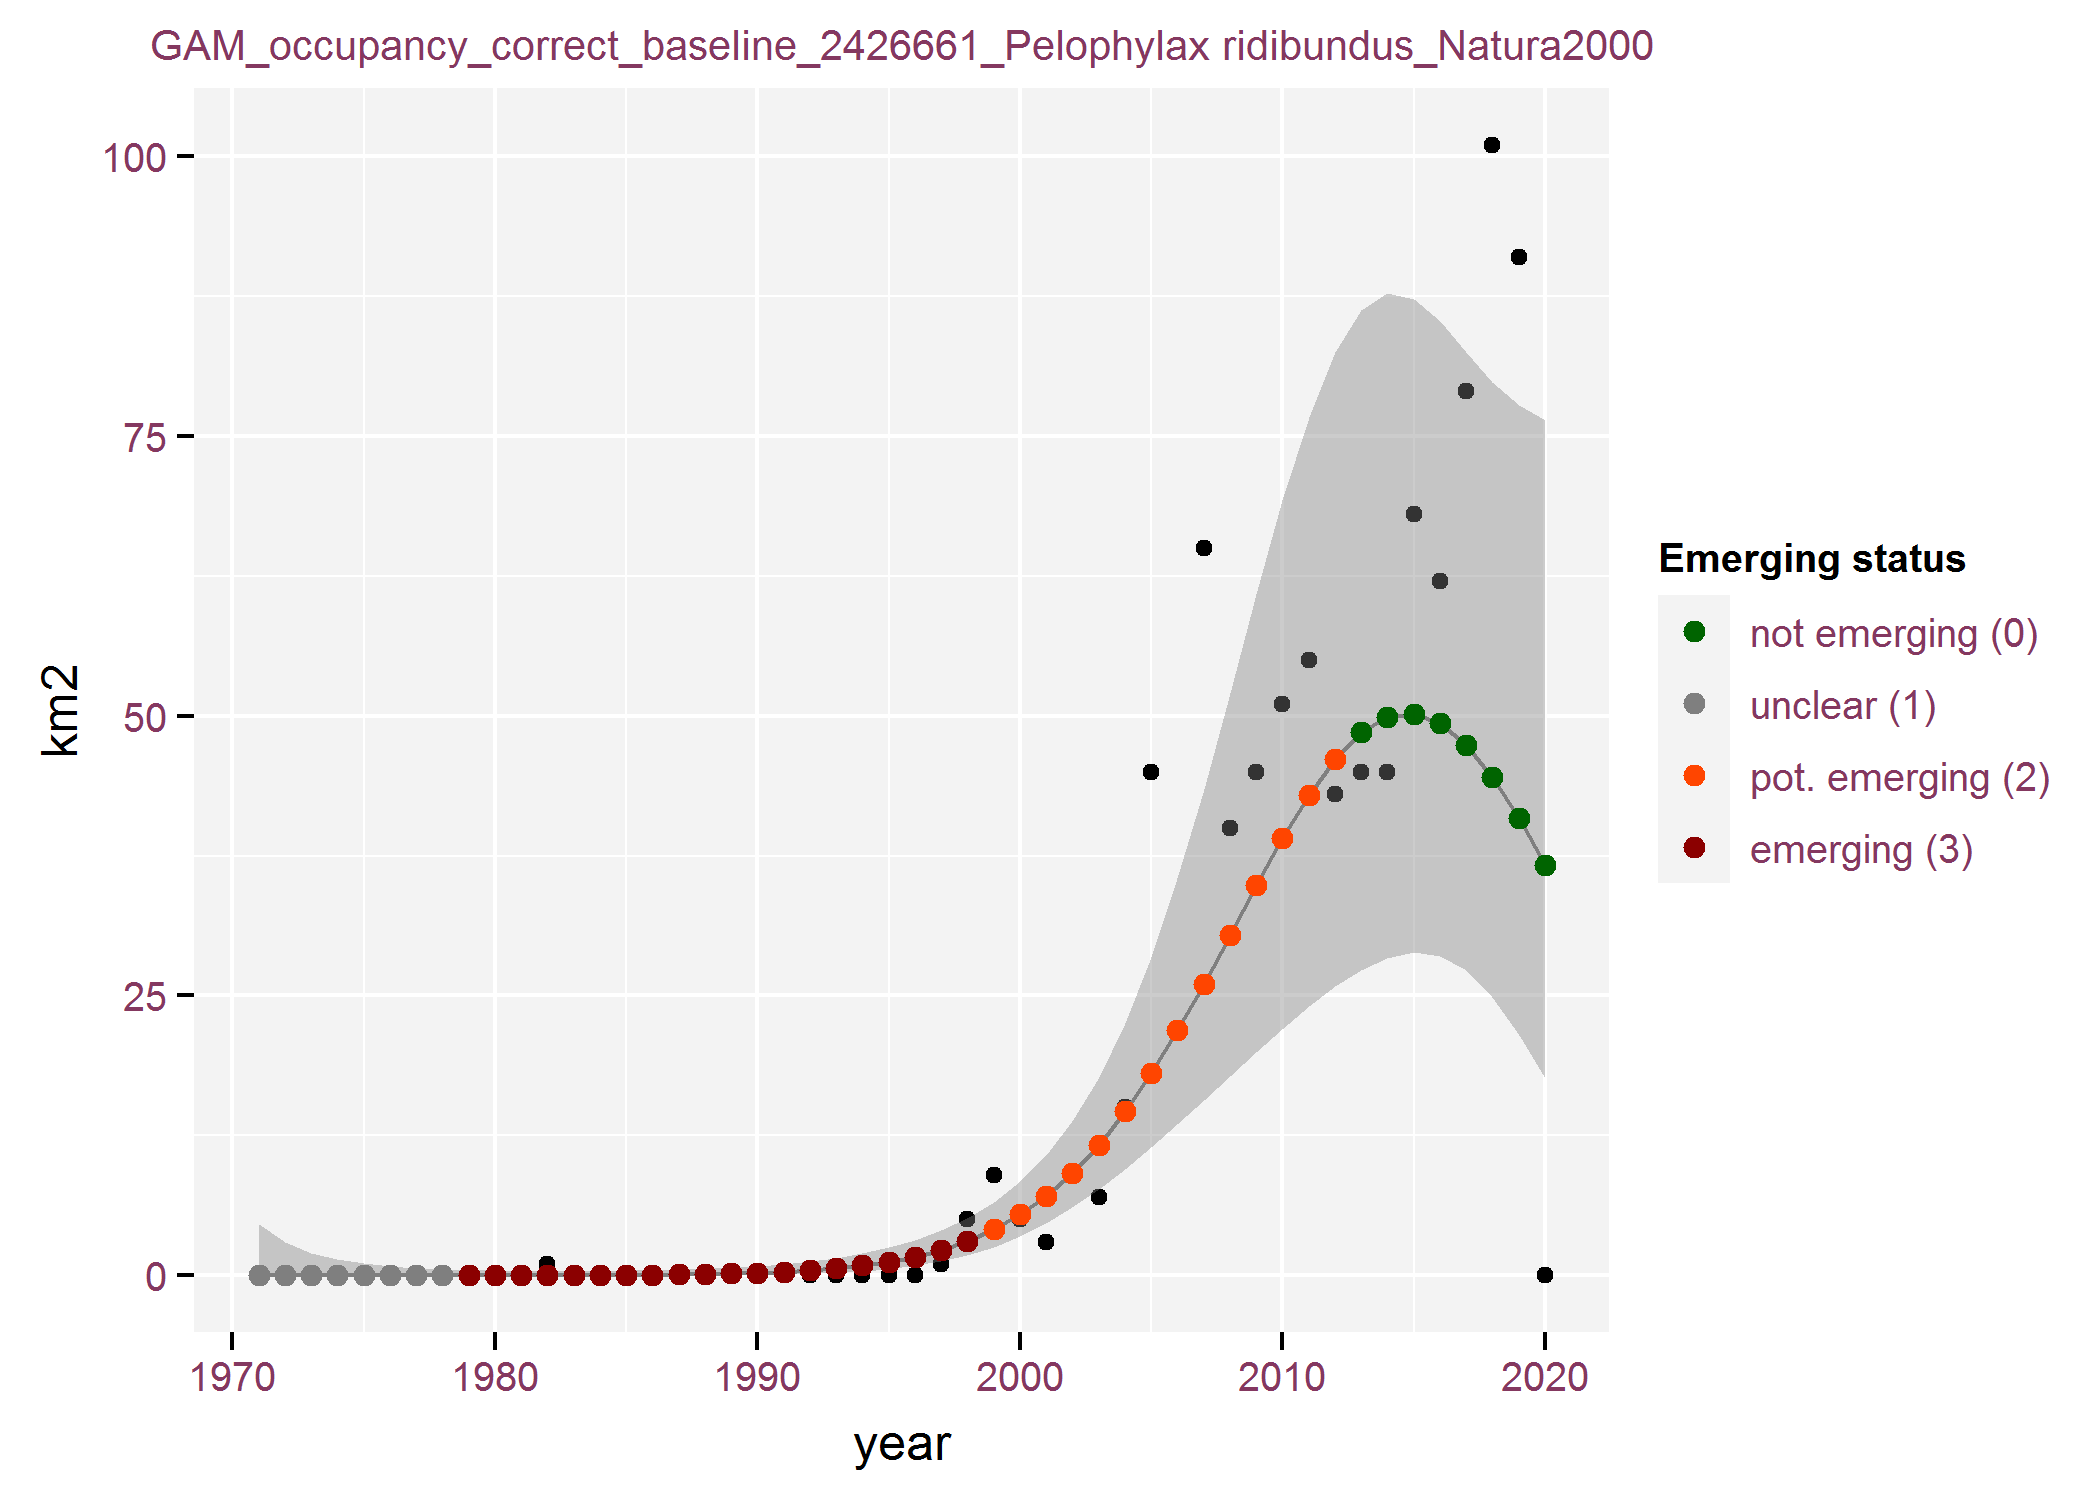 GAM_occupancy_correct_baseline_2426661_Pelophylax ridibundus_Natura2000
100
75
50
25
0
km2
1970 1980 1990 2000 2010 2020
year
Emerging status
not emerging (0)
unclear (1)
pot. emerging (2)
emerging (3)